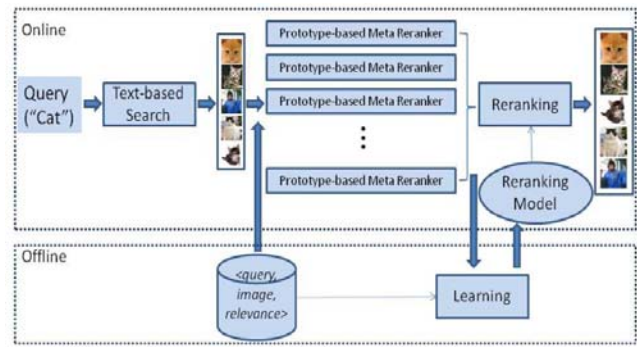 Online
Prototype-based Meta Reranker
Prototype-based Meta Reranker
Query
("Cat")
Text-based
Search
Prototype-based Meta Reranker
Reranking
Prototype-based Meta Reranker
Reranking
Model
Offline
<query,
image,
relevance>
Learning